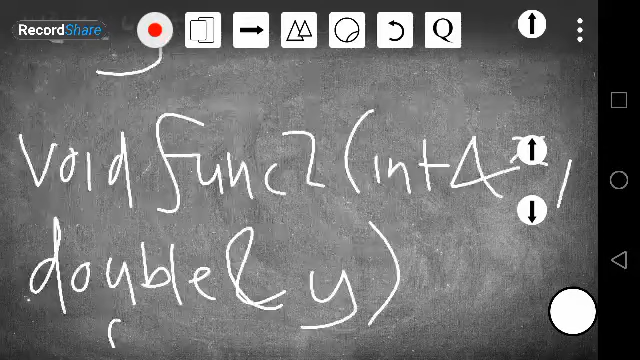 RecordShare
Q
void func2(int& x,
double& y)
{